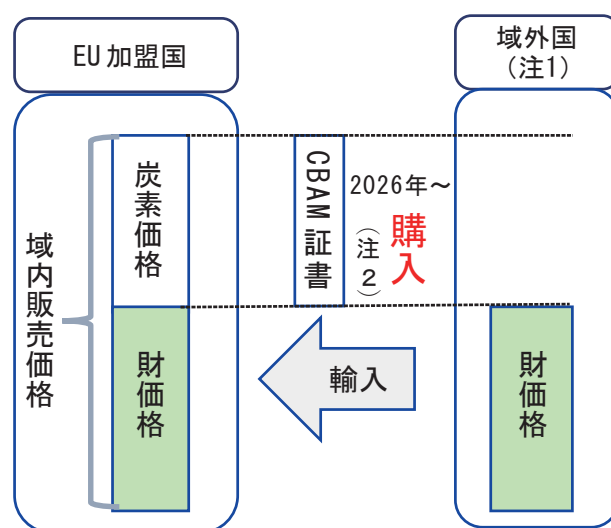 EU加盟国
域外国
（注1）
域内販売価格
炭素価格
財価格
CBAM証書
2026年～
購入
（注２）
輸入
財価格